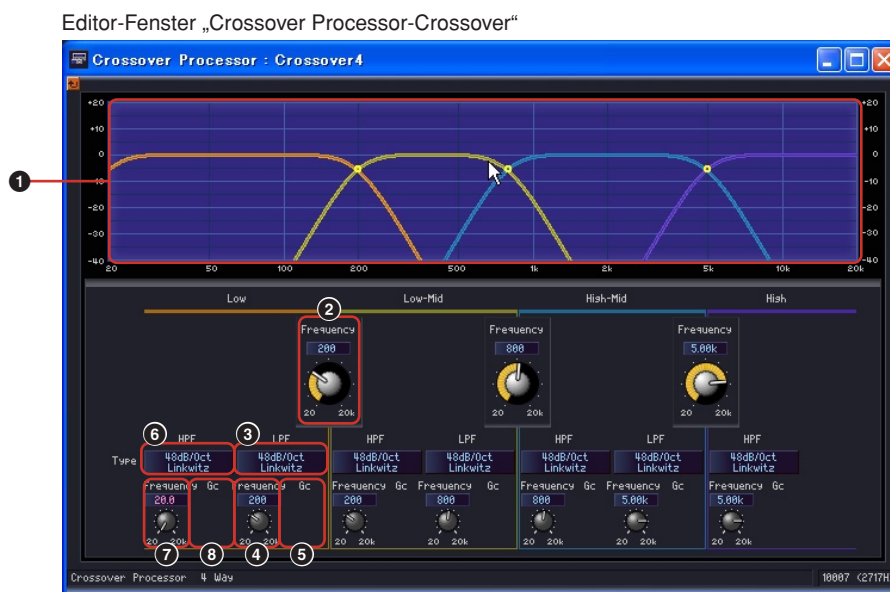 Editor-Fenster „Crossover Processor-Crossover“
Crossover Processor : Crossover4
+20 +20
+10 +10
0 0
❶ -10 -10
-20 -20
-30 -30
-40 -40
20 50 100 200 500 1k 2k 5k 10k 20k
Low Low-Mid High-Mid High
②
Frequency Frequency Frequency
200 800 5.00k
20 20k 20 20k 20 20k
⑥ HPF ③ LPF HPF LPF HPF LPF HPF
Type 48dB/Oct 48dB/Oct 48dB/Oct 48dB/Oct 48dB/Oct 48dB/Oct 48dB/Oct
Linkwitz Linkwitz Linkwitz Linkwitz Linkwitz Linkwitz Linkwitz
Frequency Gc Frequency Gc Frequency Gc Frequency Gc Frequency Gc Frequency Gc Frequency Gc
20.0 200 200 800 800 5.00k 5.00k
20 20k 20 20k 20 20k 20 20k 20 20k 20 20k 20 20k
⑦ ⑧ ④ ⑤
Crossover Processor 4 Way 10007 (2717H